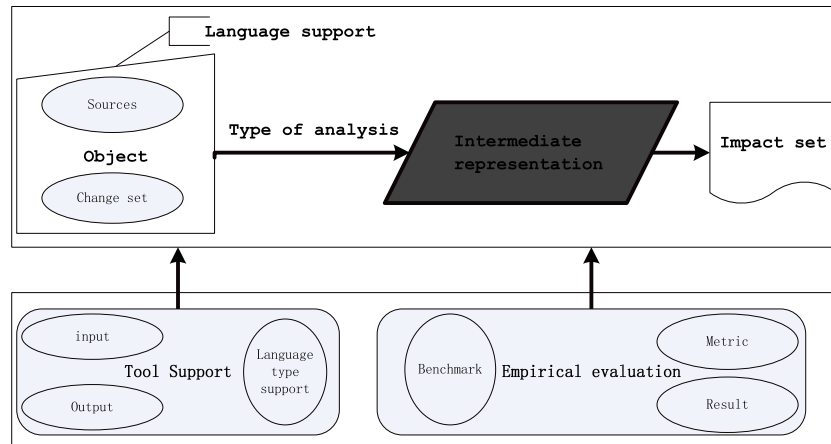 Language support
Sources
Object
Change set
Type of analysis
Intermediate
representation
Impact set
input
Tool Support
Output
Language
type
support
Benchmark
Empirical evaluation
Metric
Result